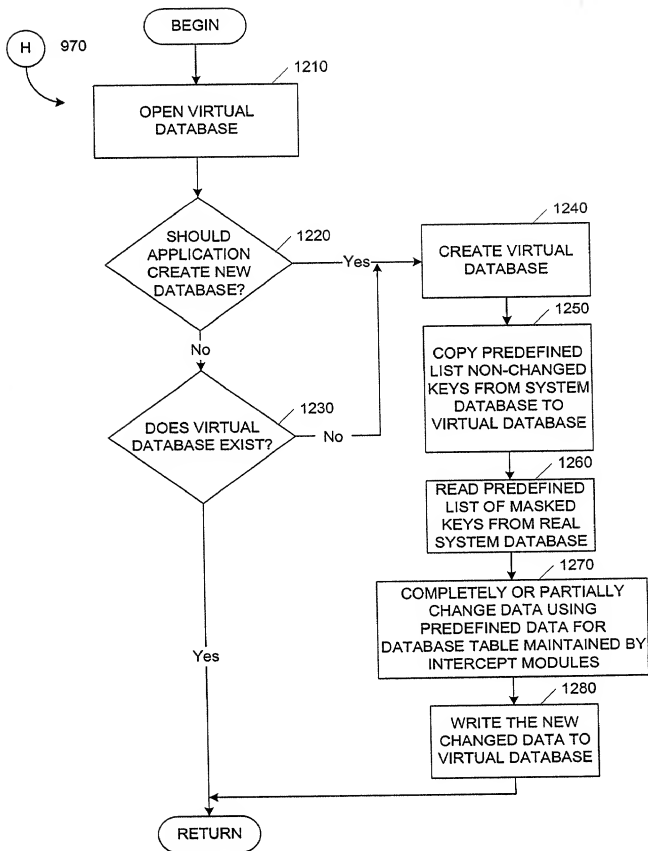 BEGIN
H
970
1210
OPEN VIRTUAL
DATABASE
SHOULD
APPLICATION
CREATE NEW
DATABASE?
1220
Yes
No
DOES VIRTUAL
DATABASE EXIST?
1230
No
Yes
1240
CREATE VIRTUAL
DATABASE
1250
COPY PREDEFINED
LIST NON-CHANGED
KEYS FROM SYSTEM
DATABASE TO
VIRTUAL DATABASE
1260
READ PREDEFINED
LIST OF MASKED
KEYS FROM REAL
SYSTEM DATABASE
1270
COMPLETELY OR PARTIALLY
CHANGE DATA USING
PREDEFINED DATA FOR
DATABASE TABLE MAINTAINED BY
INTERCEPT MODULES
1280
WRITE THE NEW
CHANGED DATA TO
VIRTUAL DATABASE
RETURN